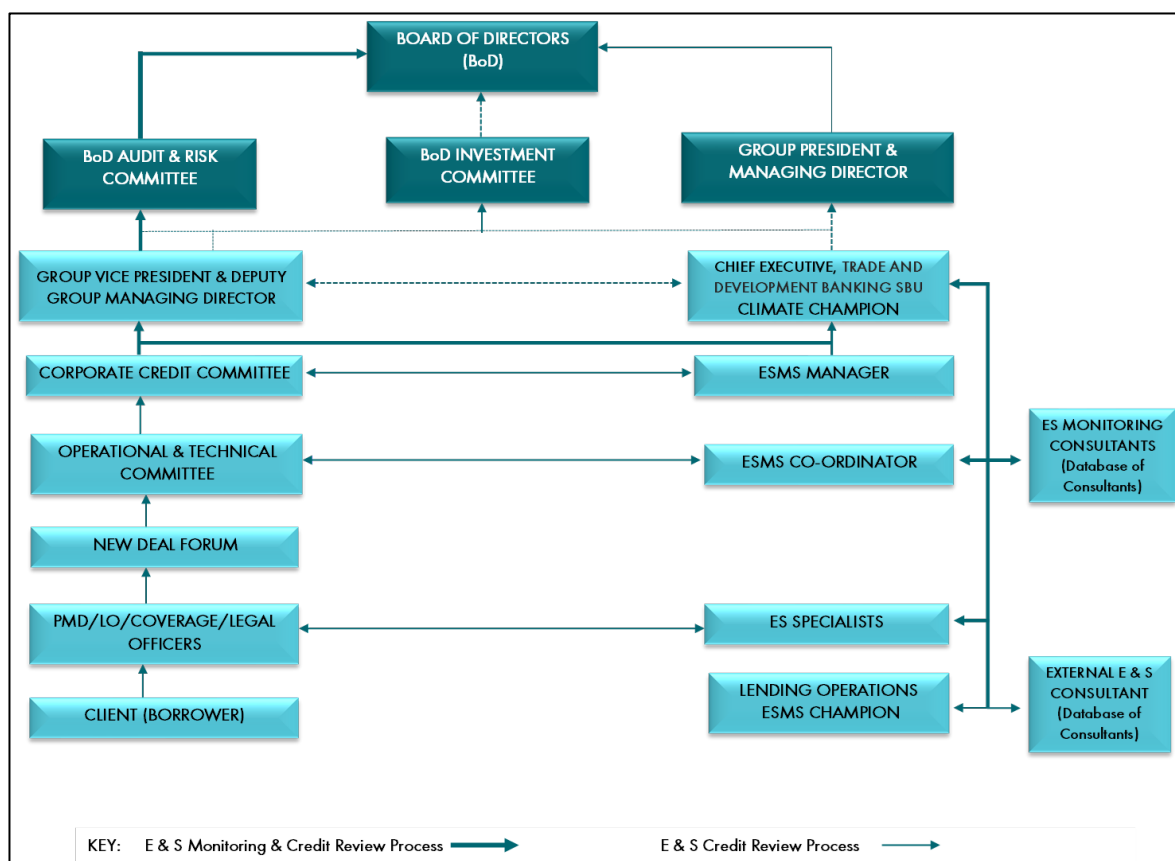 BOARD OF DIRECTORS
(BoD)
BoD AUDIT & RISK
COMMITTEE
BoD INVESTMENT
COMMITTEE
GROUP PRESIDENT &
MANAGING DIRECTOR
GROUP VICE PRESIDENT & DEPUTY
GROUP MANAGING DIRECTOR
CHIEF EXECUTIVE, TRADE AND
DEVELOPMENT BANKING SBU
CLIMATE CHAMPION
CORPORATE CREDIT COMMITTEE
ESMS MANAGER
OPERATIONAL & TECHNICAL
COMMITTEE
ESMS CO-ORDINATOR
ES MONITORING
CONSULTANTS
(Database of
Consultants)
NEW DEAL FORUM
PMD/LO/COVERAGE/LEGAL
OFFICERS
ES SPECIALISTS
CLIENT (BORROWER)
LENDING OPERATIONS
ESMS CHAMPION
EXTERNAL E & S
CONSULTANT
(Database of
Consultants)
KEY: E & S Monitoring & Credit Review Process
E & S Credit Review Process